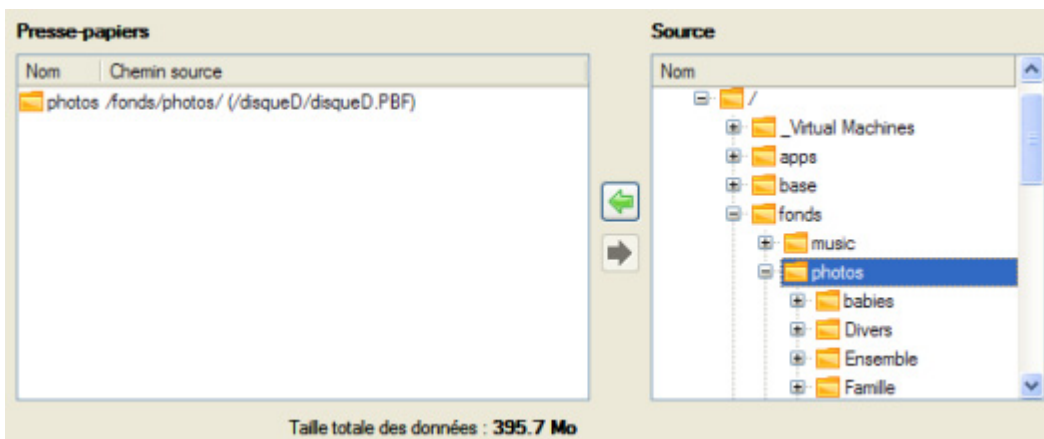 Presse-papiers
Source
Nom Chemin source
Nom
photos /fonds/photos/ (/disqueD/disqueD.PBF)
/
_Virtual Machines
apps
base
fonds
music
photos
babies
Divers
Ensemble
Famille
Taille totale des données : 395.7 Mo